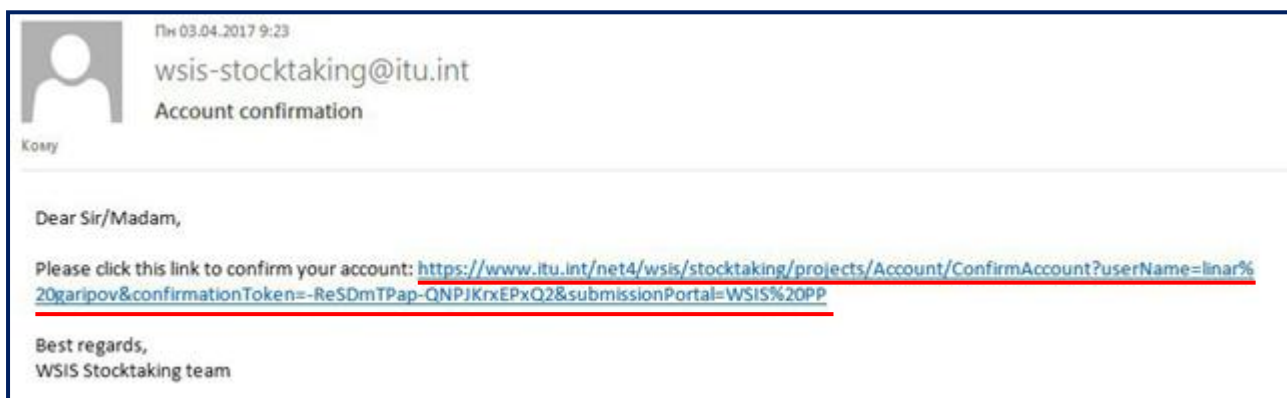 Пн 03.04.2017 9:23
wsis-stocktaking@itu.int
Account confirmation
Кому
Dear Sir/Madam,
Please click this link to confirm your account: https://www.itu.int/net4/wsis/stocktaking/projects/Account/ConfirmAccount?userName=linar%
20garipov&confirmationToken=-ReSDmTPap-QNPJKrxEPxQ2&submissionPortal=WSIS%20PP
Best regards,
WSIS Stocktaking team